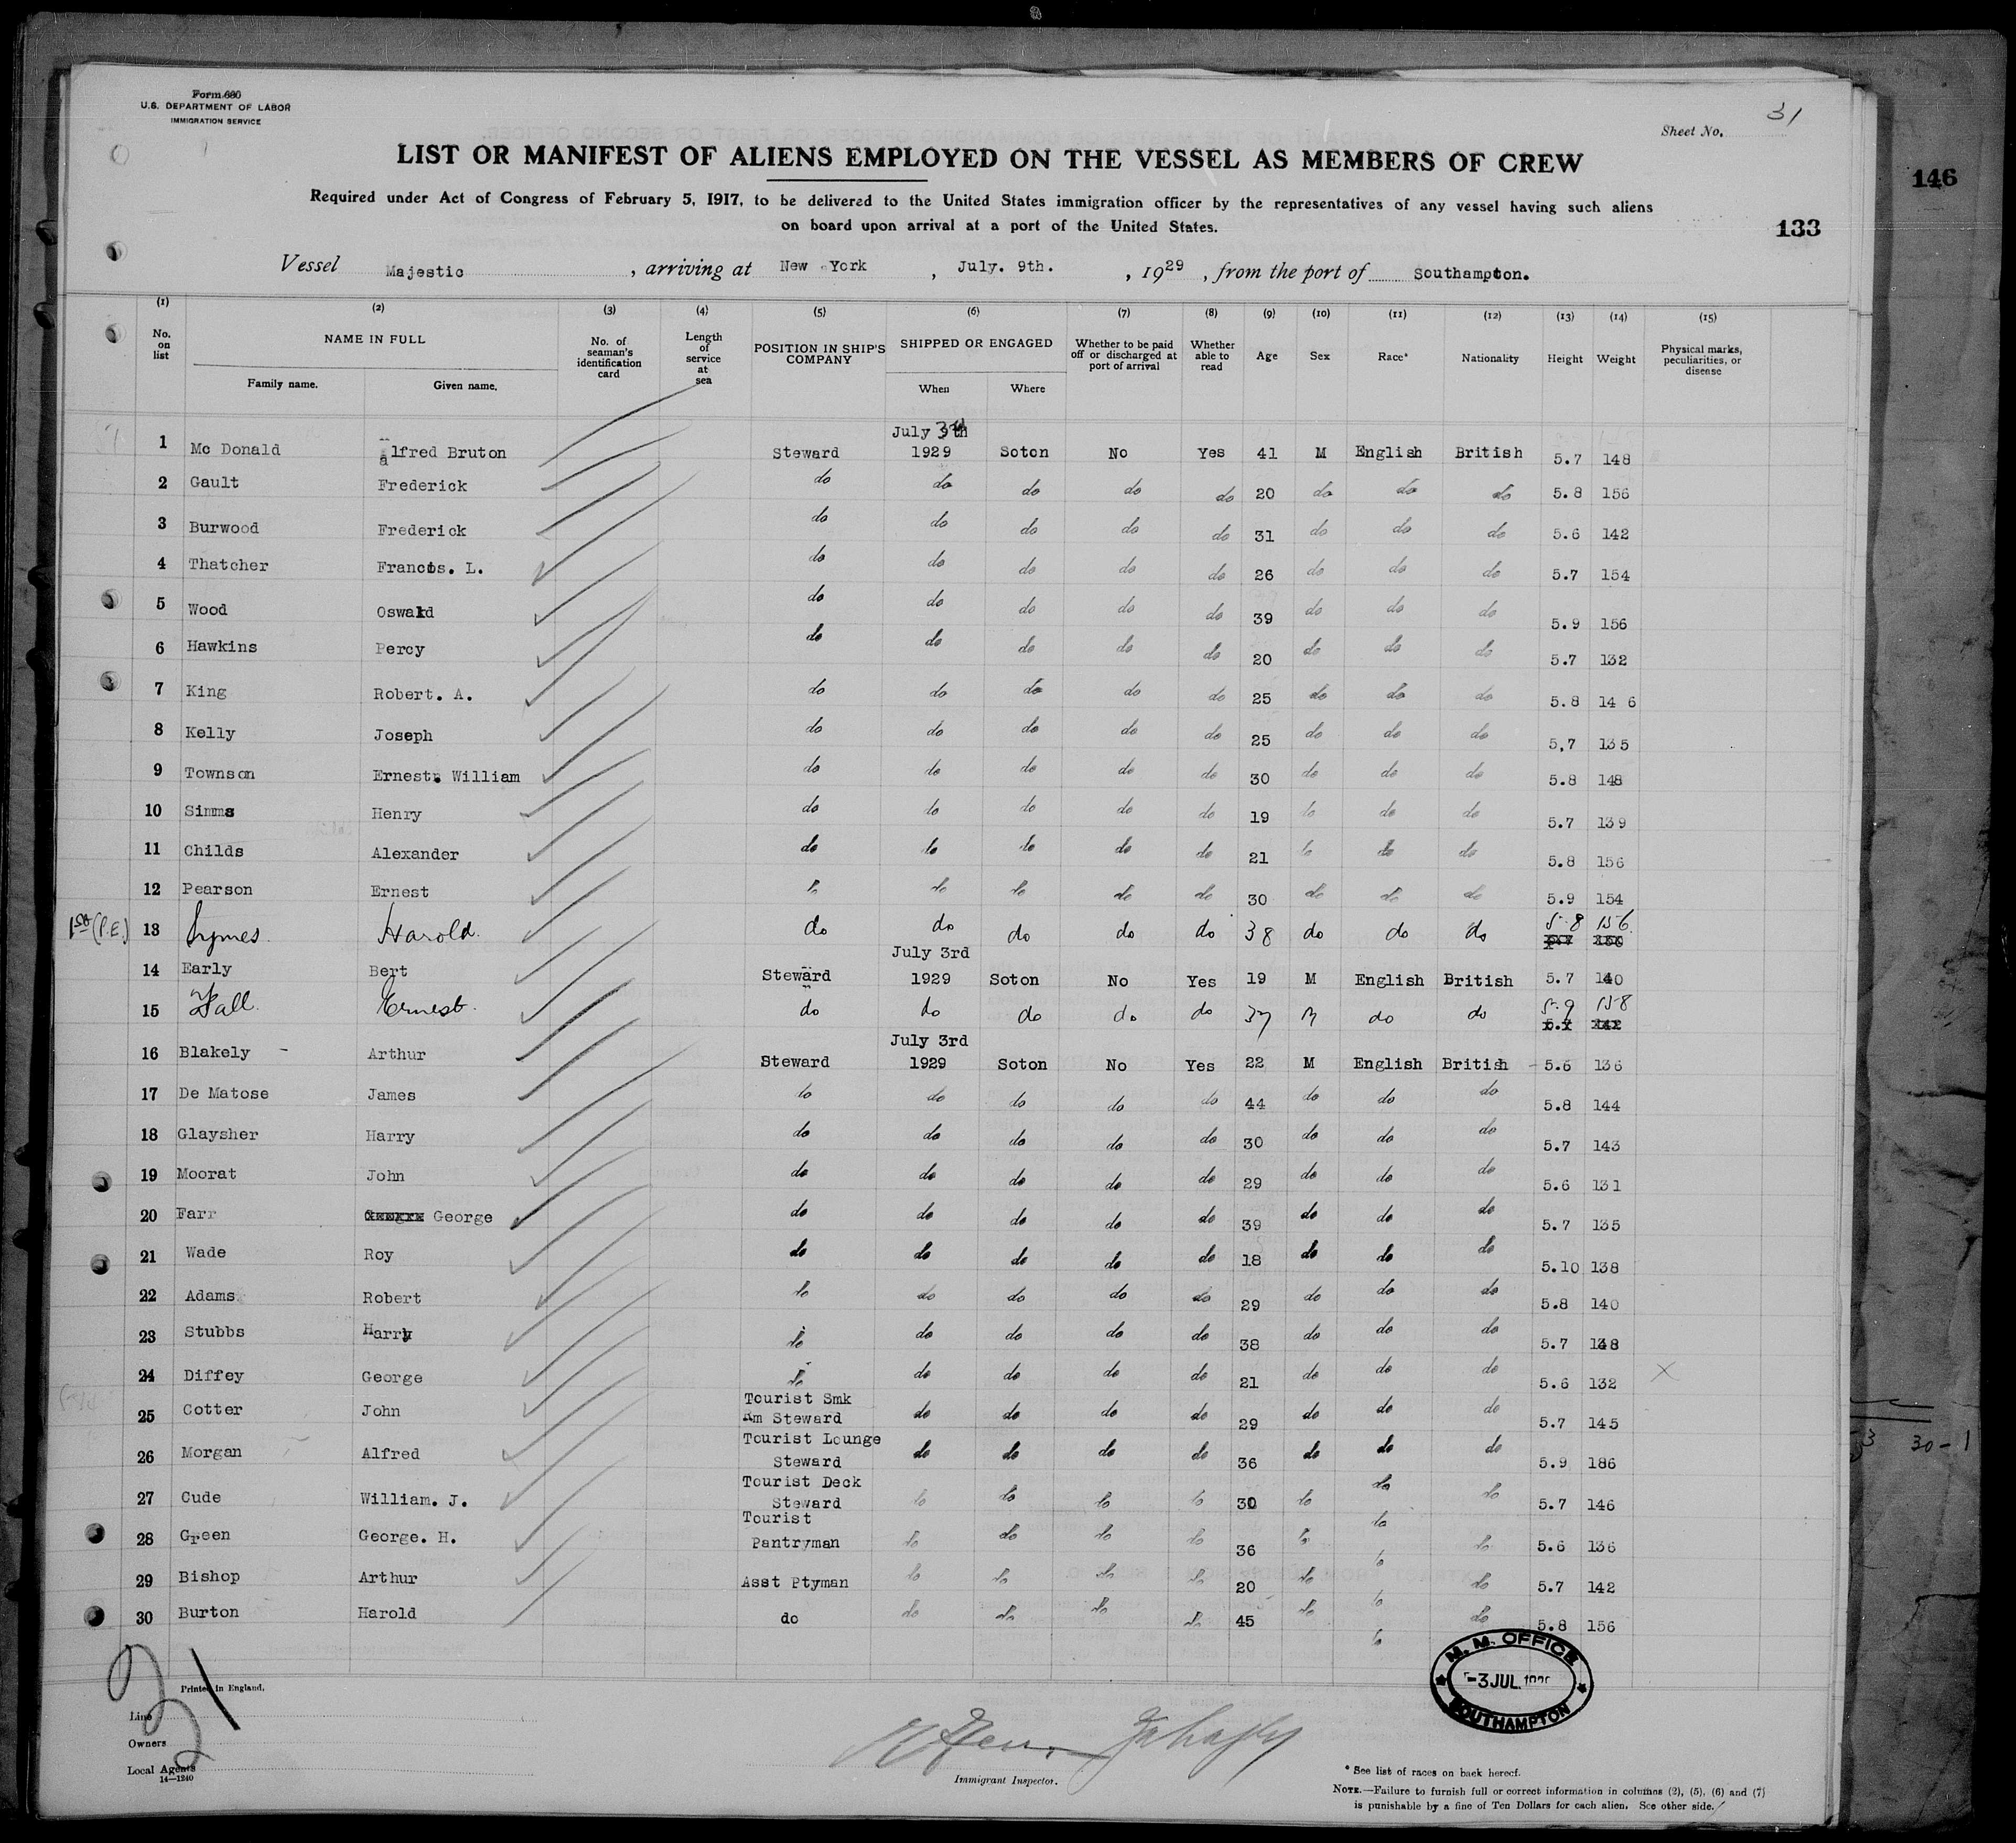 Form 680
U.S. DEPARTMENT OF LABOR
IMMIGRATION SERVICE
Sheet No. 31
LIST OR MANIFEST OF ALIENS EMPLOYED ON THE VESSEL AS MEMBERS OF CREW
146
Required under Act of Congress of February 5, 1917, to be delivered to the United States immigration officer by the representatives of any vessel having such aliens
on board upon arrival at a port of the United States.
133
Vessel Majestic, arriving at New York, July. 9th., 1929, from the port of Southampton.
(1) (2) (3) (4) (5) (6) (7) (8) (9) (10) (11) (12) (13) (14) (15)
No. on list NAME IN FULL Family name. Given name. No. of seaman's identification card Length of service at sea POSITION IN SHIP'S COMPANY SHIPPED OR ENGAGED When Where Whether to be paid off or discharged at port of arrival Whether able to read Age Sex Race* Nationality Height Weight Physical marks, peculiarities, or disease
1 Mc Donald alfred Bruton Steward July 3rd 1929 Soton No Yes 41 M English British 5.7 148
2 Gault Frederick do do do do do 20 do do do 5.8 156
3 Burwood Frederick do do do do do 31 do do do 5.6 142
4 Thatcher Francis. L. do do do do do 26 do do do 5.7 154
5 Wood Oswald do do do do do 39 do do do 5.9 156
6 Hawkins Percy do do do do do 20 do do do 5.7 132
7 King Robert. A. do do do do do 25 do do do 5.8 14 6
8 Kelly Joseph do do do do do 25 do do do 5,7 135
9 Townson Ernest. William do do do do do 30 do do do 5.8 148
10 Simms Henry do do do do do 19 do do do 5.7 139
11 Childs Alexander do do do do do 21 do do do 5.8 156
12 Pearson Ernest do do do do do 30 do do do 5.9 154
1st (P.E.) 13 Lymes Harold. do do do do do 38 do do do 5.8 156
14 Early Bert Steward July 3rd 1929 Soton No Yes 19 M English British 5.7 140
15 Fall. Ernest. do do do do do 37 M do do 5.9 158
16 Blakely - Arthur Steward July 3rd 1929 Soton No Yes 22 M English British - 5.6 136
17 De Matose James do do do do do 44 do do do 5.8 144
18 Glaysher Harry do do do do do 30 do do do 5.7 143
19 Moorat John do do do do do 29 do do do 5.6 131
20 Farr George George do do do do do 39 do do do 5.7 135
21 Wade Roy do do do do do 18 do do do 5.10 138
22 Adams Robert do do do do do 29 do do do 5.8 140
23 Stubbs Harry do do do do do 38 do do do 5.7 138
24 Diffey George do do do do do 21 do do do 5.6 132 X
25 Cotter John Tourist Smk Rm Steward do do do do 29 do do do 5.7 145
26 Morgan Alfred Tourist Lounge Steward do do do do 36 do do do 5.9 186
27 Cude William. J. Tourist Deck Steward do do do do 30 do do do 5.7 146
28 Green George. H. Tourist Pantryman do do do do 36 do do do 5.6 136
29 Bishop Arthur Asst Ptyman do do do do 20 do do do 5.7 142
30 Burton Harold do do do do do 45 do do do 5.8 156
30 - 1
M. M. OFFICE
-3 JUL.
SOUTHAMPTON
Printed in England.
Line
Owners
Local Agents
14—1240
Immigrant Inspector.
* See list of races on back hereof.
NOTE.—Failure to furnish full or correct information in columns (2), (5), (6) and (7)
is punishable by a fine of Ten Dollars for each alien. See other side.